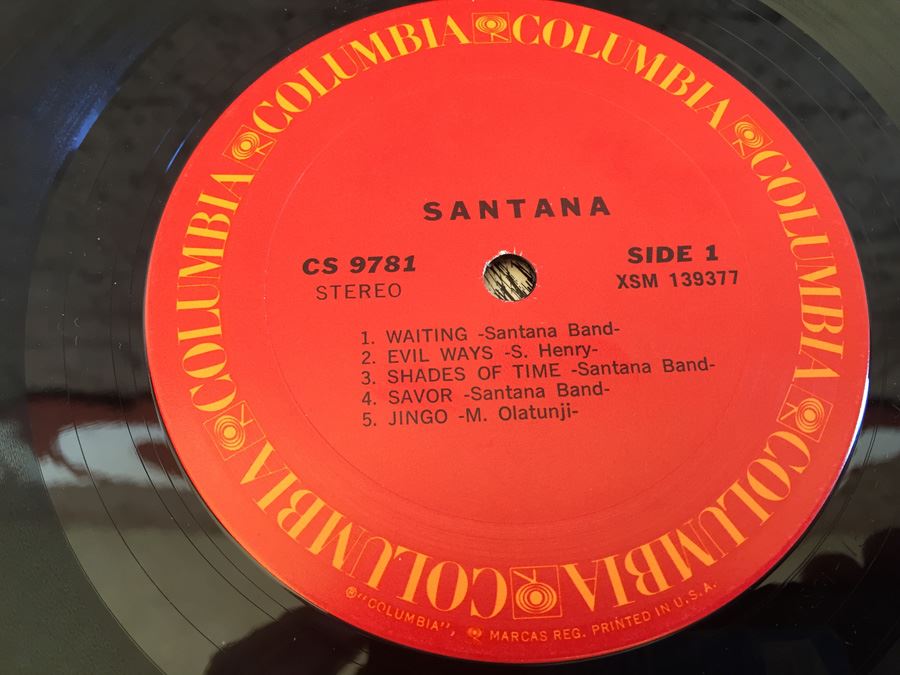 COLUMBIA COLUMBIA COLUMBIA COLUMBIA COLUMBIA COLUMBIA
SANTANA
CS 9781
STEREO
SIDE 1
XSM 139377
1. WAITING -Santana Band-
2. EVIL WAYS -S. Henry-
3. SHADES OF TIME -Santana Band-
4. SAVOR -Santana Band-
5. JINGO -M. Olatunji-
®"COLUMBIA", MARCAS REG. PRINTED IN U.S.A.